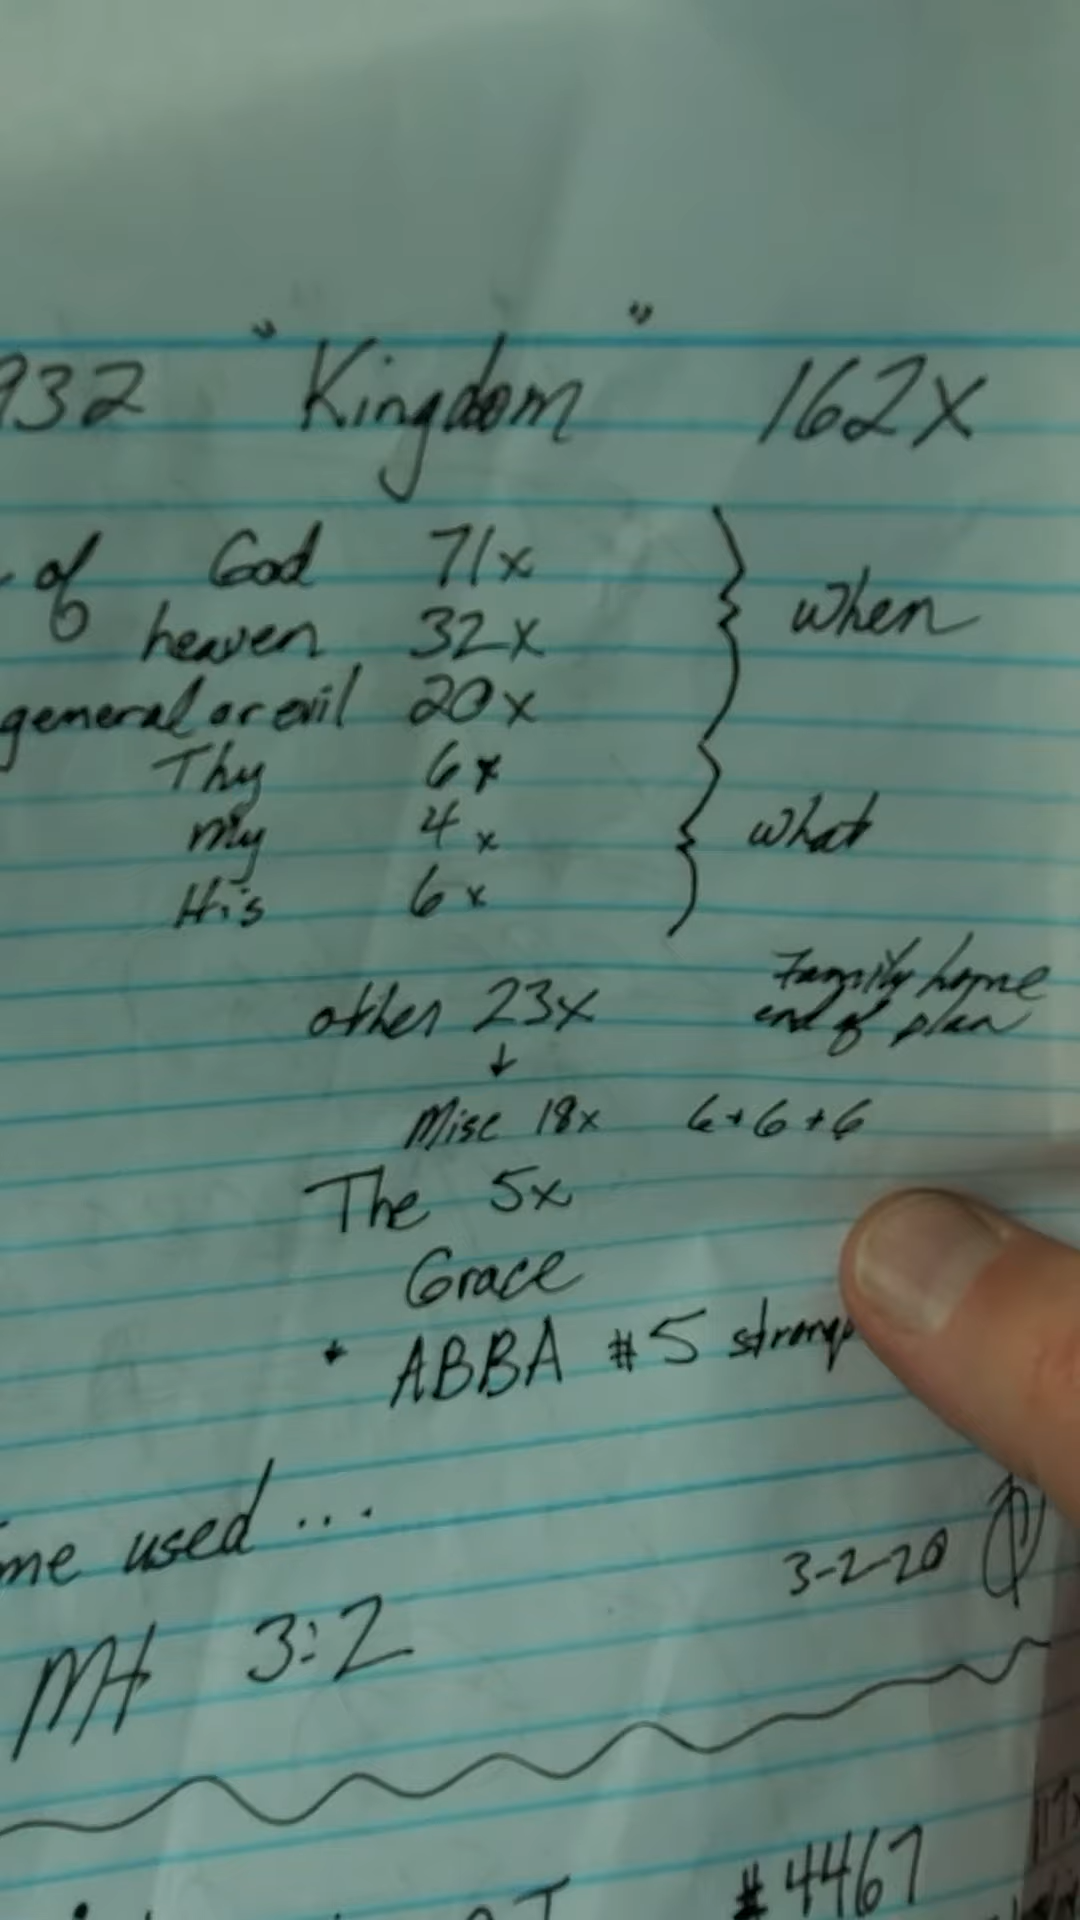 932 "Kingdom" 162x
of God 71x
heaven 32x
when
general or evil 20x
Thy 6x
My 4x
what
His 6x
Family home
other 23x
end of plan
↓
Misc 18x 6+6+6
The 5x
Grace
ABBA #5
me used ...
3-2-20
Mt 3:2
#4467